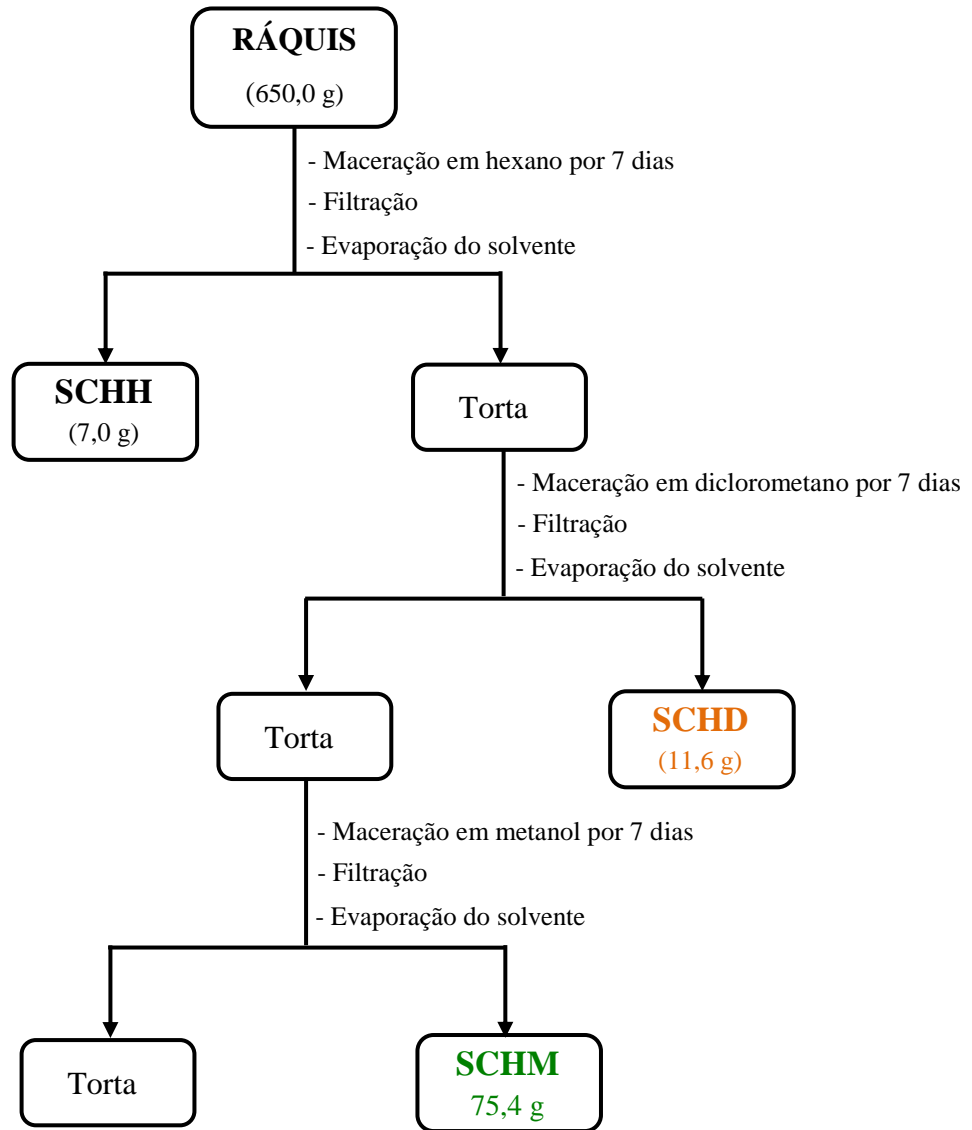 RÁQUIS
(650,0 g)
- Maceração em hexano por 7 dias
- Filtração
- Evaporação do solvente
SCHH
(7,0 g)
Torta
- Maceração em diclorometano por 7 dias
- Filtração
- Evaporação do solvente
Torta
SCHD
(11,6 g)
- Maceração em metanol por 7 dias
- Filtração
- Evaporação do solvente
Torta
SCHM
75,4 g